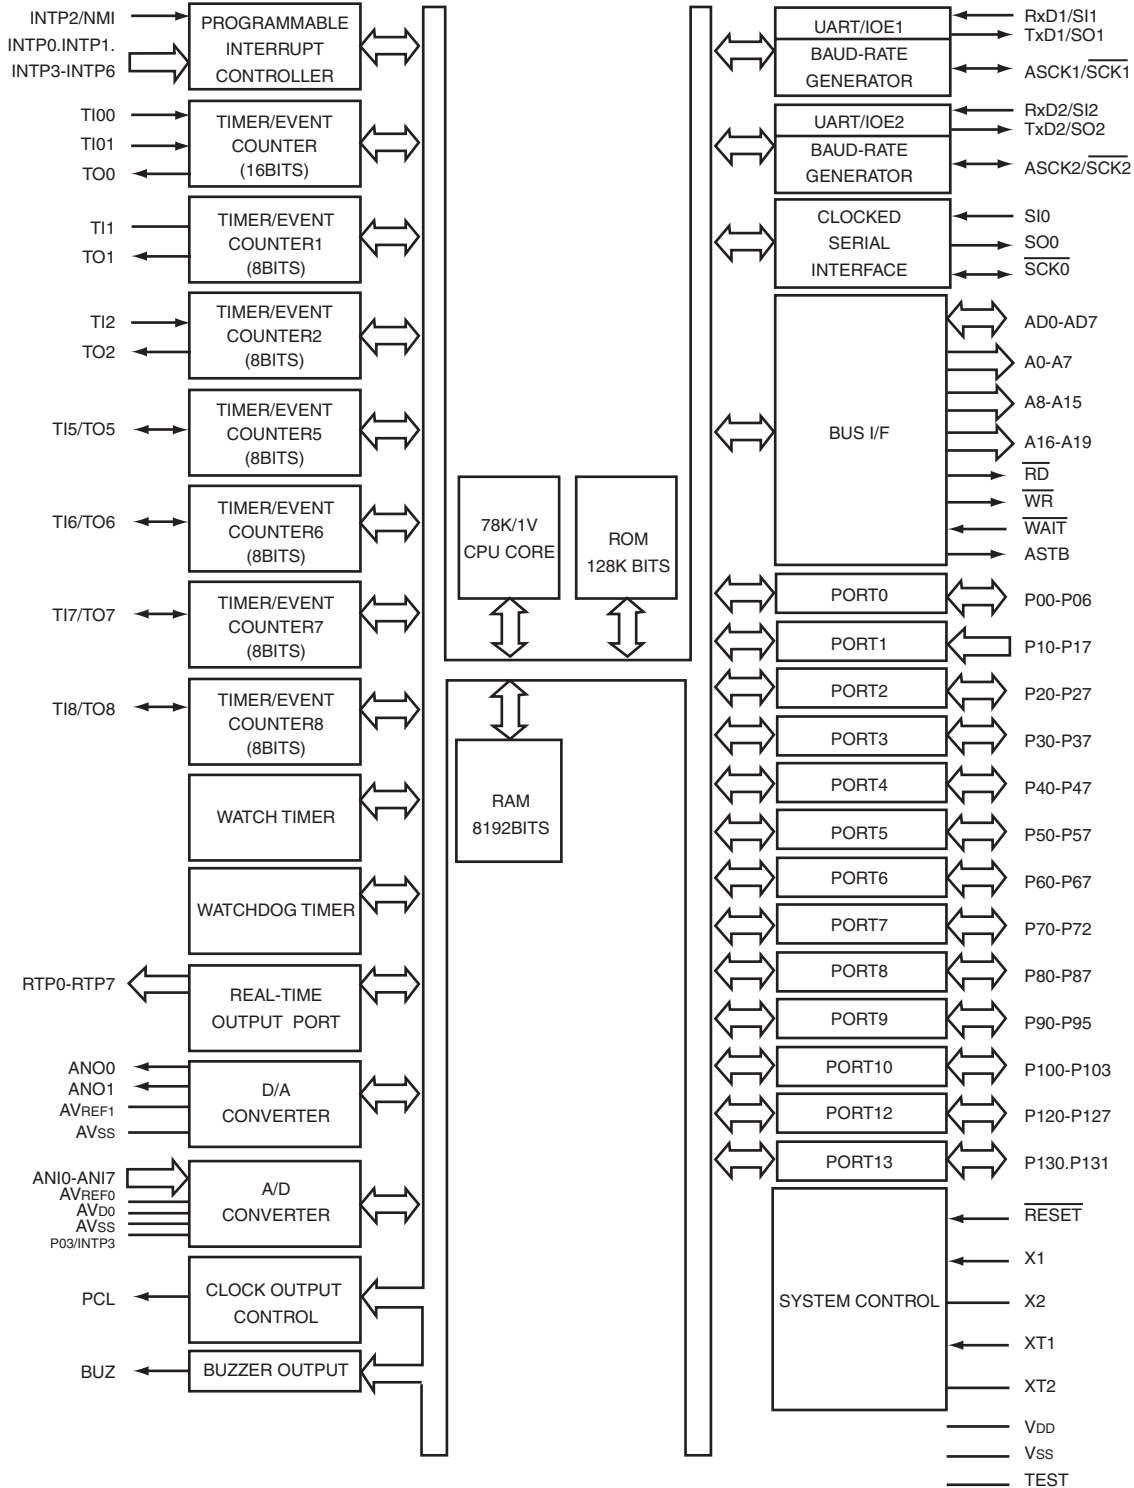 INTP2/NMI
INTP0.INTP1.
INTP3-INTP6
PROGRAMMABLE
INTERRUPT
CONTROLLER
TI00
TI01
TO0
TIMER/EVENT
COUNTER
(16BITS)
TI1
TO1
TIMER/EVENT
COUNTER1
(8BITS)
TI2
TO2
TIMER/EVENT
COUNTER2
(8BITS)
TI5/TO5
TIMER/EVENT
COUNTER5
(8BITS)
TI6/TO6
TIMER/EVENT
COUNTER6
(8BITS)
TI7/TO7
TIMER/EVENT
COUNTER7
(8BITS)
TI8/TO8
TIMER/EVENT
COUNTER8
(8BITS)
WATCH TIMER
WATCHDOG TIMER
RTP0-RTP7
REAL-TIME
OUTPUT PORT
ANO0
ANO1
AVREF1
AVSS
D/A
CONVERTER
ANI0-ANI7
AVREF0
AVD0
AVSS
P03/INTP3
A/D
CONVERTER
PCL
CLOCK OUTPUT
CONTROL
BUZ
BUZZER OUTPUT
78K/1V
CPU CORE
ROM
128K BITS
RAM
8192BITS
UART/IOE1
BAUD-RATE
GENERATOR
RxD1/SI1
TxD1/SO1
ASCK1/SCK1
UART/IOE2
BAUD-RATE
GENERATOR
RxD2/SI2
TxD2/SO2
ASCK2/SCK2
CLOCKED
SERIAL
INTERFACE
SI0
SO0
SCK0
BUS I/F
AD0-AD7
A0-A7
A8-A15
A16-A19
RD
WR
WAIT
ASTB
PORT0
P00-P06
PORT1
P10-P17
PORT2
P20-P27
PORT3
P30-P37
PORT4
P40-P47
PORT5
P50-P57
PORT6
P60-P67
PORT7
P70-P72
PORT8
P80-P87
PORT9
P90-P95
PORT10
P100-P103
PORT12
P120-P127
PORT13
P130.P131
SYSTEM CONTROL
RESET
X1
X2
XT1
XT2
VDD
VSS
TEST